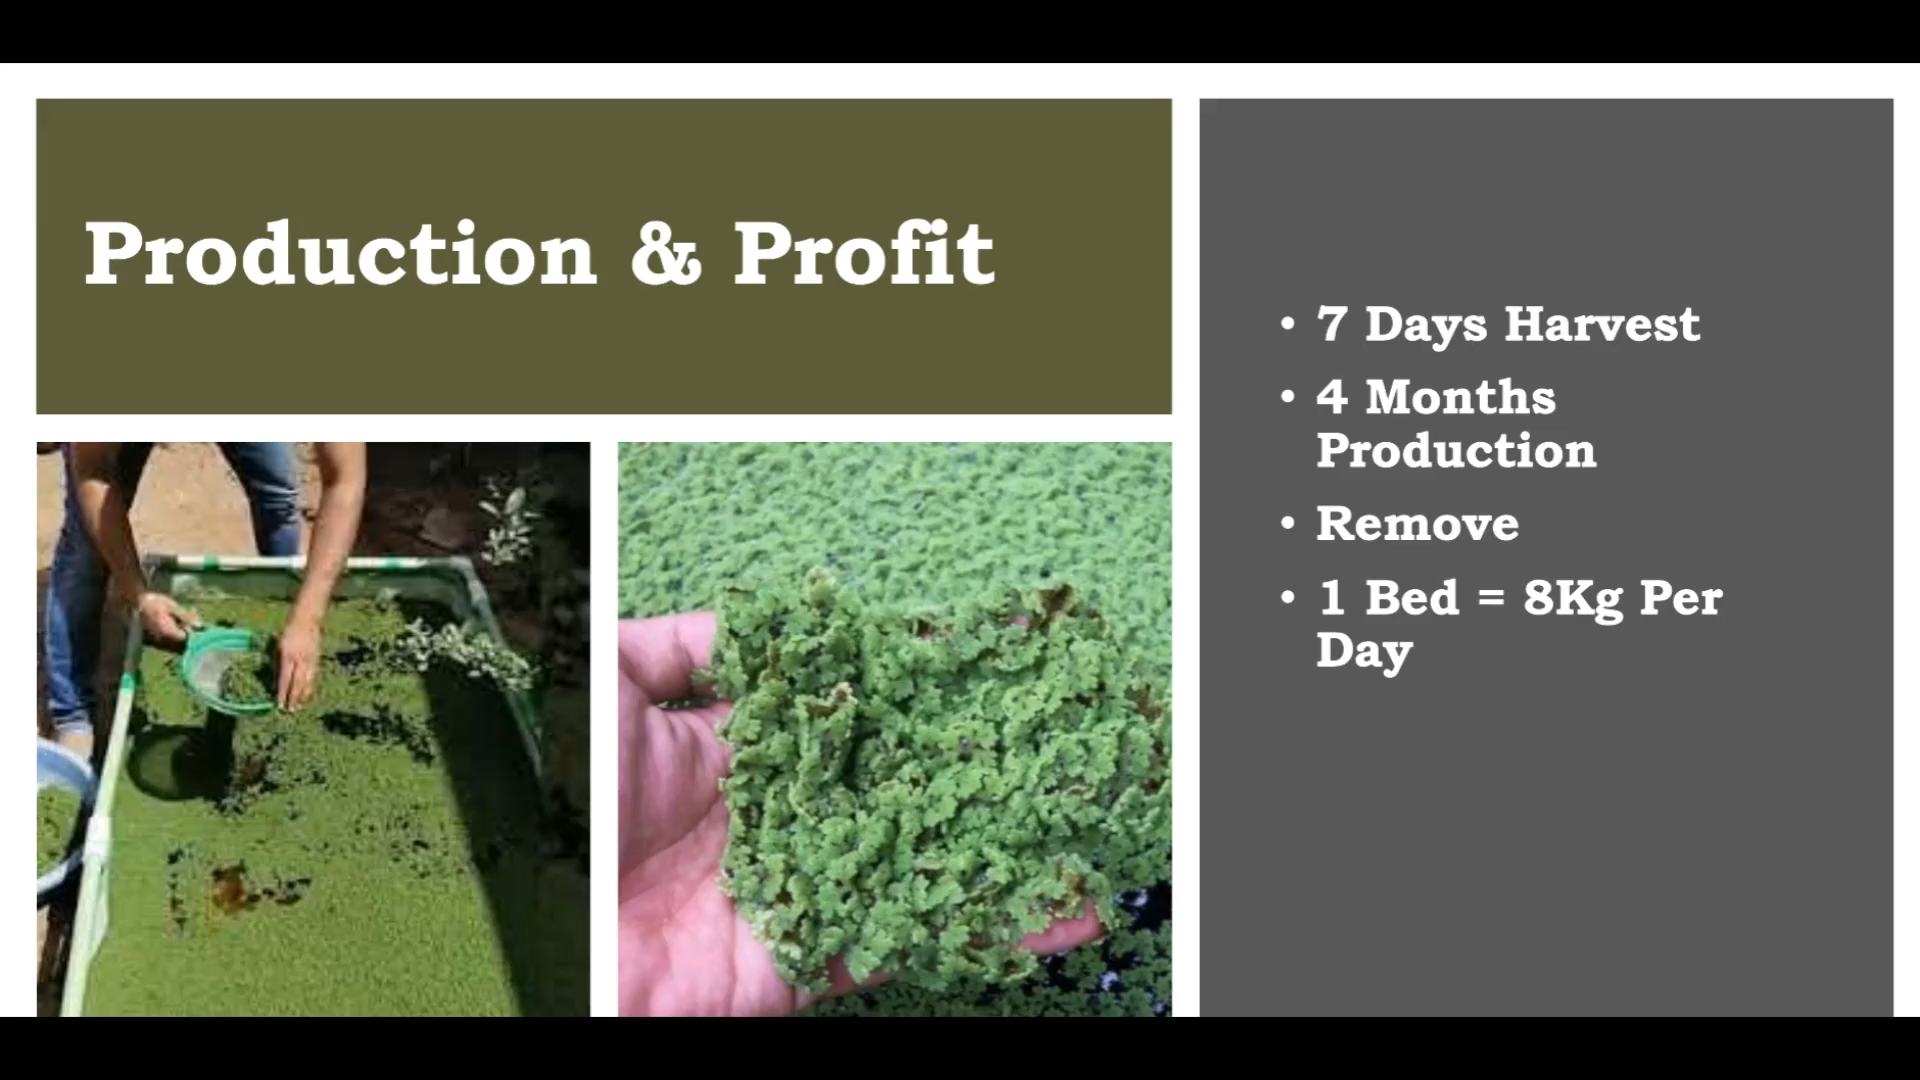 Production & Profit
• 7 Days Harvest
• 4 Months
Production
• Remove
• 1 Bed = 8Kg Per
Day